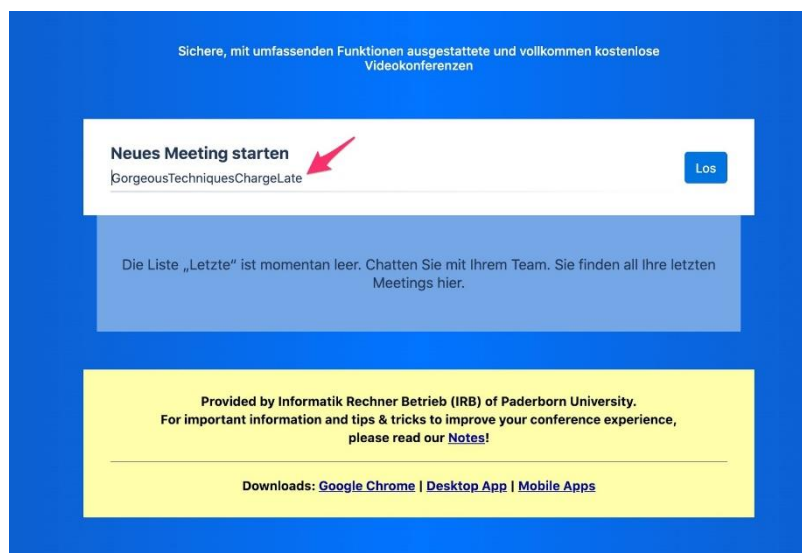 Sichere, mit umfassenden Funktionen ausgestattete und vollkommen kostenlose
Videokonferenzen
Neues Meeting starten
GorgeousTechniquesChargeLate
Los
Die Liste „Letzte“ ist momentan leer. Chatten Sie mit Ihrem Team. Sie finden all Ihre letzten
Meetings hier.
Provided by Informatik Rechner Betrieb (IRB) of Paderborn University.
For important information and tips & tricks to improve your conference experience,
please read our Notes!
Downloads: Google Chrome | Desktop App | Mobile Apps